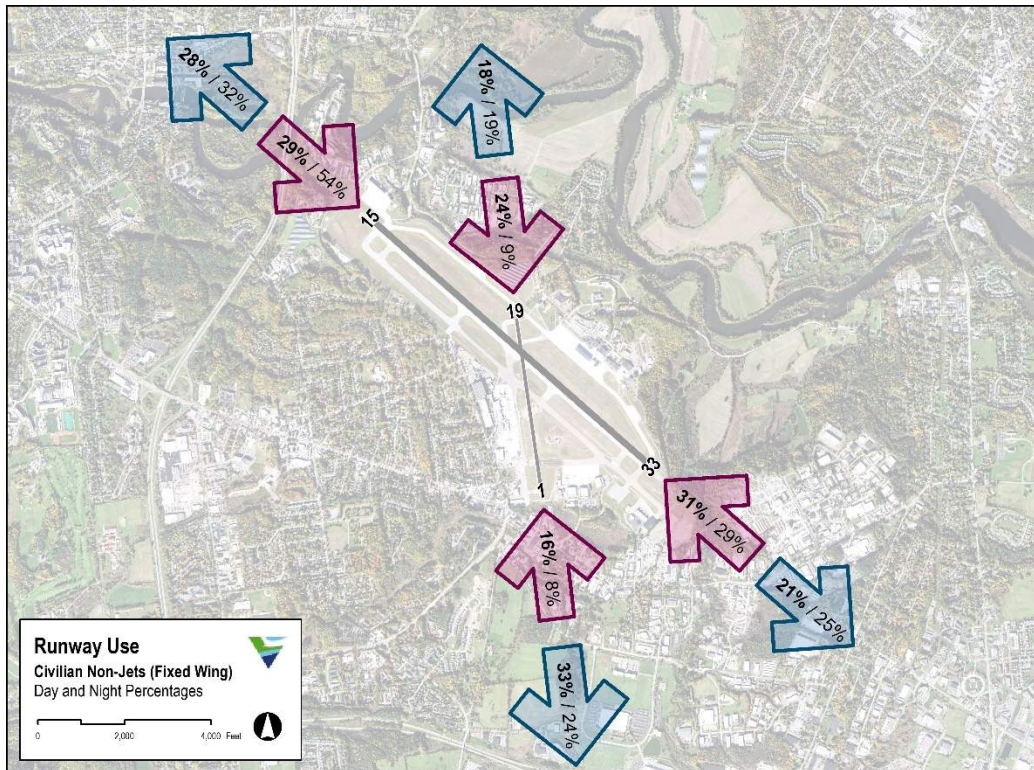 28% / 32%
18% / 19%
29% / 54%
24% / 9%
15
19
33
1
31% / 29%
16% / 8%
21% / 25%
33% / 24%
Runway Use
Civilian Non-Jets (Fixed Wing)
Day and Night Percentages
0 2,000 4,000 Feet